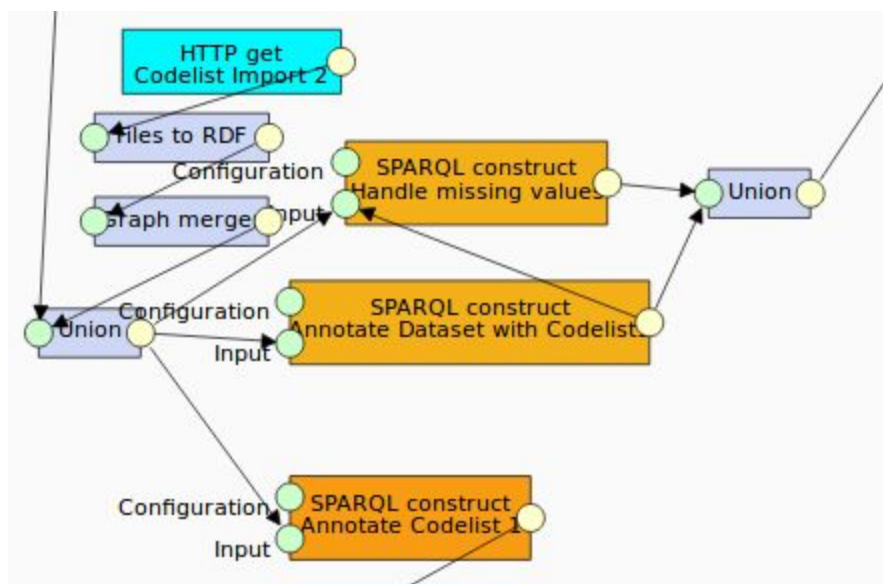 HTTP get
Codelist Import 2
Files to RDF
Configuration
SPARQL construct
Handle missing values
Union
Graph merge
Input
Configuration
SPARQL construct
Annotate Dataset with Codelists
Union
Input
Configuration
SPARQL construct
Annotate Codelist 1
Input